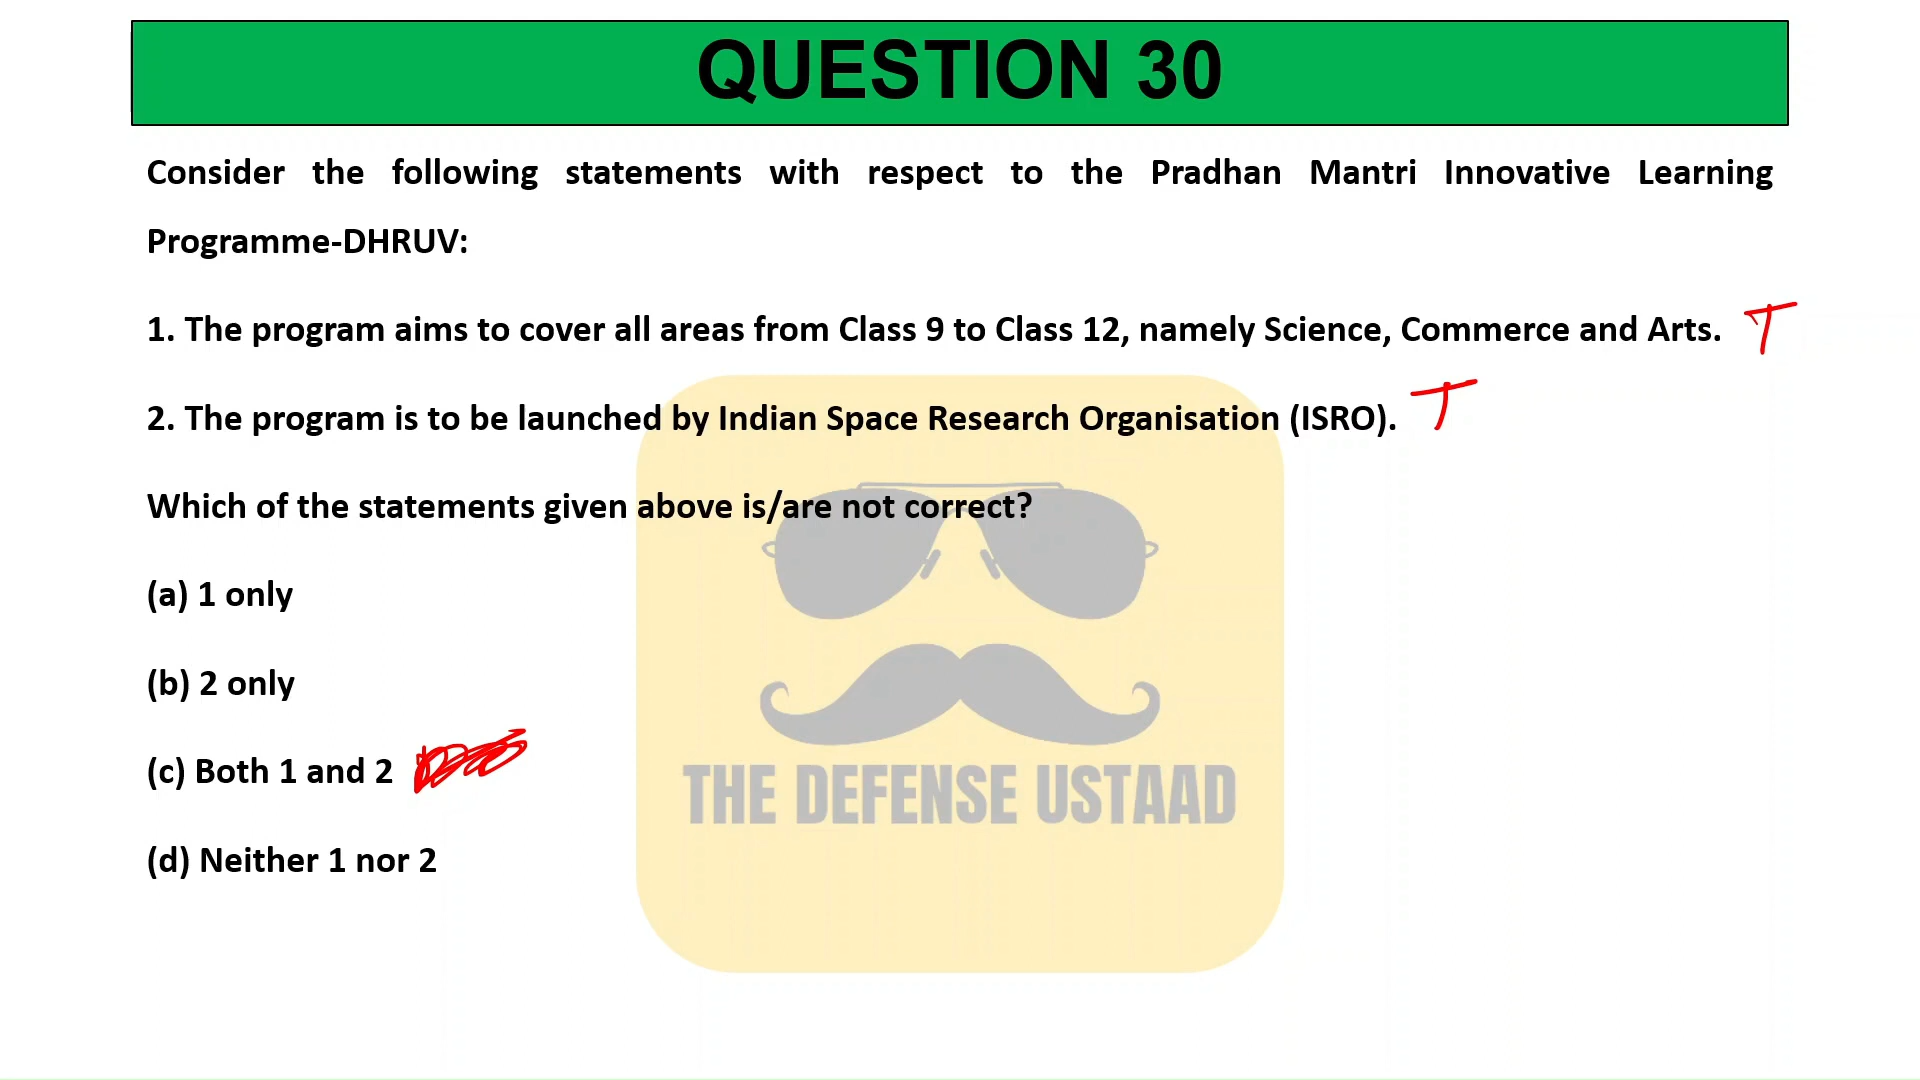 QUESTION 30
Consider the following statements with respect to the Pradhan Mantri Innovative Learning
Programme-DHRUV:
1. The program aims to cover all areas from Class 9 to Class 12, namely Science, Commerce and Arts. T
2. The program is to be launched by Indian Space Research Organisation (ISRO). T
Which of the statements given above is/are not correct?
(a) 1 only
(b) 2 only
(c) Both 1 and 2
(d) Neither 1 nor 2
THE DEFENSE USTAAD